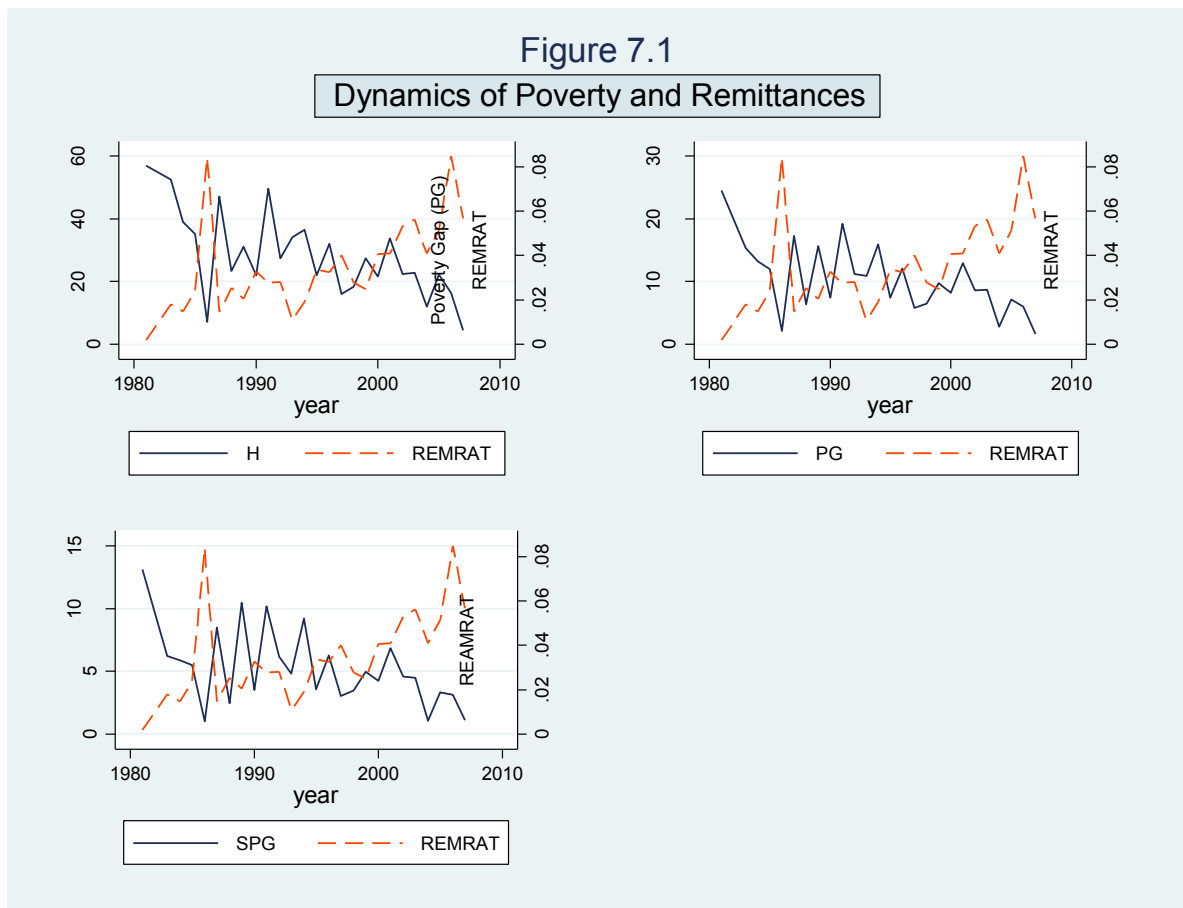 Figure 7.1
Dynamics of Poverty and Remittances
60
40
20
0
.08
.06
.04
.02
0
Poverty Gap (PG)
REMRAT
1980 1990 2000 2010
year
H REMRAT
30
20
10
0
.08
.06
.04
.02
0
REMRAT
1980 1990 2000 2010
year
PG REMRAT
15
10
5
0
.08
.06
.04
.02
0
REAMRAT
1980 1990 2000 2010
year
SPG REMRAT